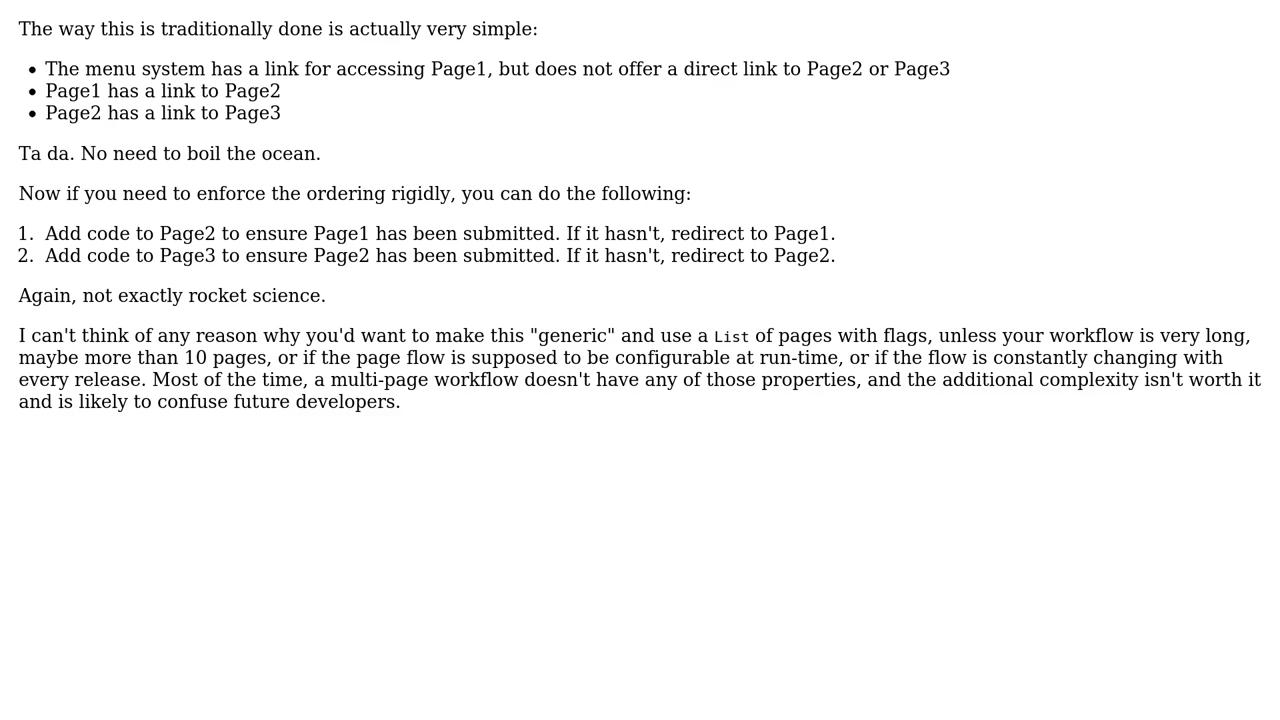 The way this is traditionally done is actually very simple:
• The menu system has a link for accessing Page1, but does not offer a direct link to Page2 or Page3
• Page1 has a link to Page2
• Page2 has a link to Page3
Ta da. No need to boil the ocean.
Now if you need to enforce the ordering rigidly, you can do the following:
1. Add code to Page2 to ensure Page1 has been submitted. If it hasn't, redirect to Page1.
2. Add code to Page3 to ensure Page2 has been submitted. If it hasn't, redirect to Page2.
Again, not exactly rocket science.
I can't think of any reason why you'd want to make this "generic" and use a List of pages with flags, unless your workflow is very long,
maybe more than 10 pages, or if the page flow is supposed to be configurable at run-time, or if the flow is constantly changing with
every release. Most of the time, a multi-page workflow doesn't have any of those properties, and the additional complexity isn't worth it
and is likely to confuse future developers.